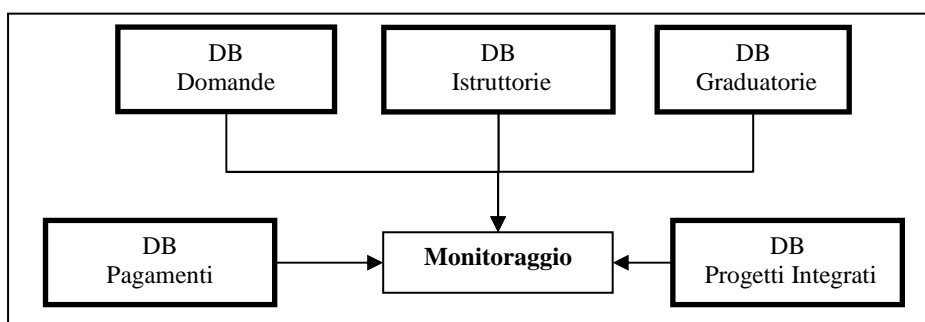 DB
Domande
DB
Istruttorie
DB
Graduatorie
DB
Pagamenti
Monitoraggio
DB
Progetti Integrati